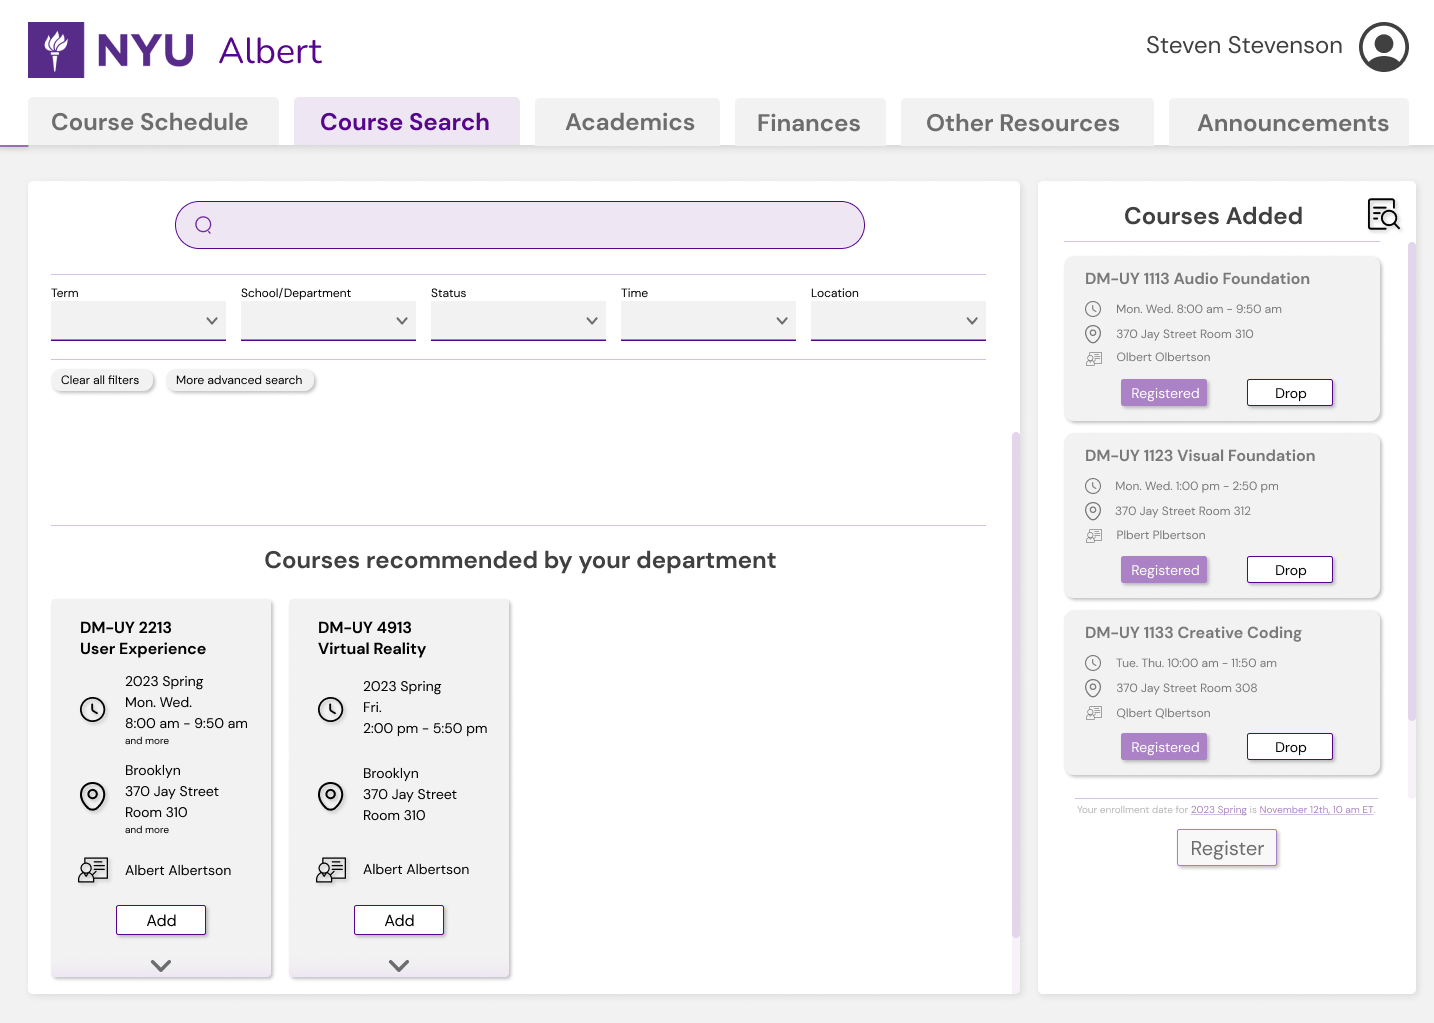 NYU Albert
Steven Stevenson
Course Schedule
Course Search
Academics
Finances
Other Resources
Announcements
Term
School/Department
Status
Time
Location
Clear all filters
More advanced search
Courses recommended by your department
DM-UY 2213
User Experience
2023 Spring
Mon. Wed.
8:00 am - 9:50 am
and more
Brooklyn
370 Jay Street
Room 310
and more
Albert Albertson
Add
DM-UY 4913
Virtual Reality
2023 Spring
Fri.
2:00 pm - 5:50 pm
Brooklyn
370 Jay Street
Room 310
Albert Albertson
Add
Courses Added
DM-UY 1113 Audio Foundation
Mon. Wed. 8:00 am - 9:50 am
370 Jay Street Room 310
Olbert Olbertson
Registered
Drop
DM-UY 1123 Visual Foundation
Mon. Wed. 1:00 pm - 2:50 pm
370 Jay Street Room 312
Plbert Plbertson
Registered
Drop
DM-UY 1133 Creative Coding
Tue. Thu. 10:00 am - 11:50 am
370 Jay Street Room 308
Qlbert Qlbertson
Registered
Drop
Your enrollment date for 2023 Spring is November 12th, 10 am ET.
Register